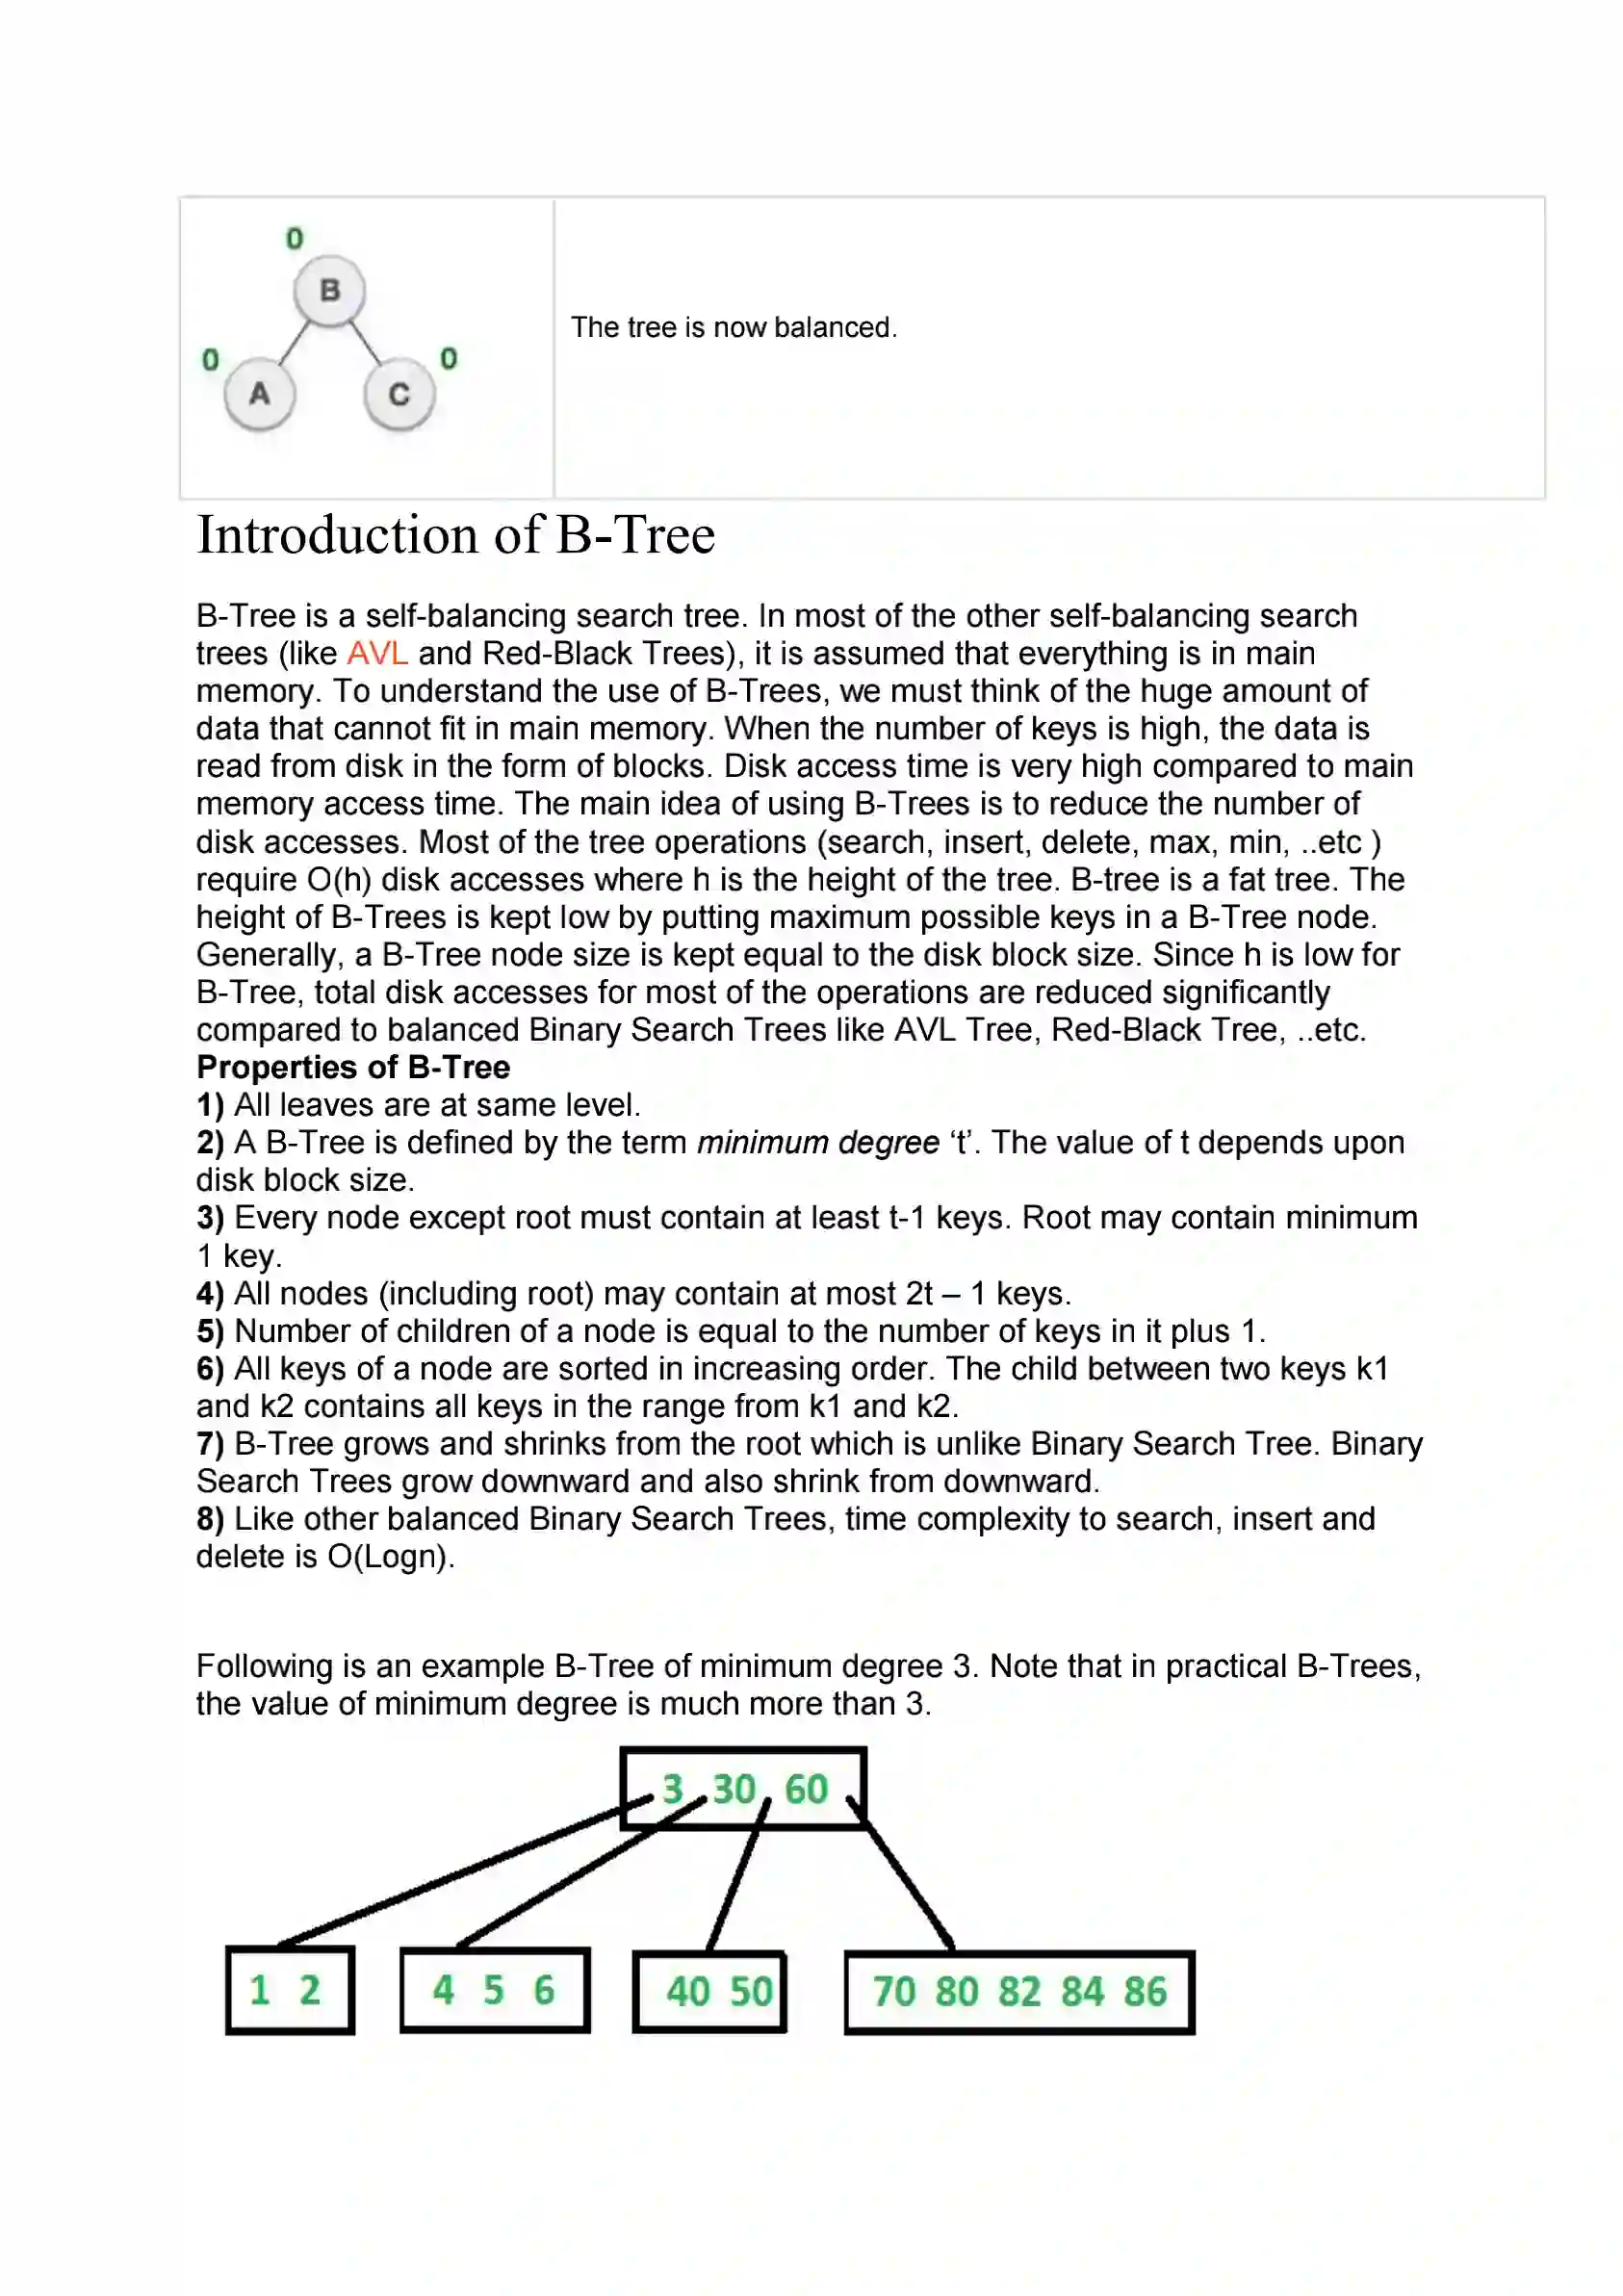 0
B
0
0
A
C
The tree is now balanced.
Introduction of B-Tree
B-Tree is a self-balancing search tree. In most of the other self-balancing search
trees (like AVL and Red-Black Trees), it is assumed that everything is in main
memory. To understand the use of B-Trees, we must think of the huge amount of
data that cannot fit in main memory. When the number of keys is high, the data is
read from disk in the form of blocks. Disk access time is very high compared to main
memory access time. The main idea of using B-Trees is to reduce the number of
disk accesses. Most of the tree operations (search, insert, delete, max, min, ..etc )
require O(h) disk accesses where h is the height of the tree. B-tree is a fat tree. The
height of B-Trees is kept low by putting maximum possible keys in a B-Tree node.
Generally, a B-Tree node size is kept equal to the disk block size. Since h is low for
B-Tree, total disk accesses for most of the operations are reduced significantly
compared to balanced Binary Search Trees like AVL Tree, Red-Black Tree, ..etc.
Properties of B-Tree
1) All leaves are at same level.
2) A B-Tree is defined by the term minimum degree ‘t’. The value of t depends upon
disk block size.
3) Every node except root must contain at least t-1 keys. Root may contain minimum
1 key.
4) All nodes (including root) may contain at most 2t – 1 keys.
5) Number of children of a node is equal to the number of keys in it plus 1.
6) All keys of a node are sorted in increasing order. The child between two keys k1
and k2 contains all keys in the range from k1 and k2.
7) B-Tree grows and shrinks from the root which is unlike Binary Search Tree. Binary
Search Trees grow downward and also shrink from downward.
8) Like other balanced Binary Search Trees, time complexity to search, insert and
delete is O(Logn).
Following is an example B-Tree of minimum degree 3. Note that in practical B-Trees,
the value of minimum degree is much more than 3.
3 30 60
1 2
4 5 6
40 50
70 80 82 84 86